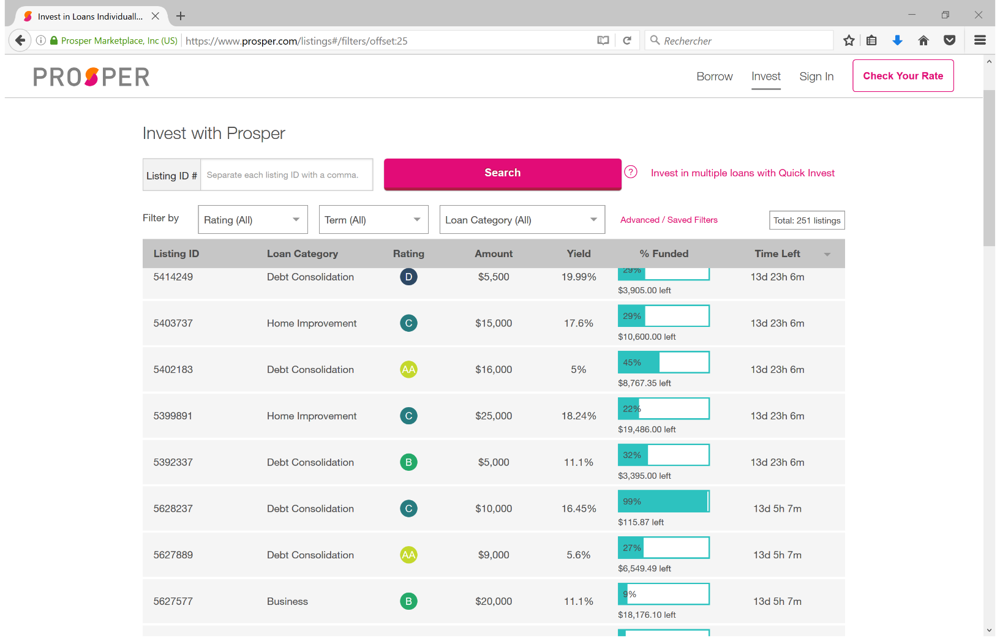 Invest in Loans Individuall...
Prosper Marketplace, Inc (US) https://www.prosper.com/listings#/filters/offset:25 Rechercher
PROSPER Borrow Invest Sign In Check Your Rate
Invest with Prosper
Listing ID # Separate each listing ID with a comma. Search ? Invest in multiple loans with Quick Invest
Filter by Rating (All) Term (All) Loan Category (All) Advanced / Saved Filters Total: 251 listings
Listing ID Loan Category Rating Amount Yield % Funded Time Left
5414249 Debt Consolidation D $5,500 19.99% 29% 13d 23h 6m
$3,905.00 left
5403737 Home Improvement C $15,000 17.6% 29% 13d 23h 6m
$10,600.00 left
5402183 Debt Consolidation AA $16,000 5% 45% 13d 23h 6m
$8,767.35 left
5399891 Home Improvement C $25,000 18.24% 22% 13d 23h 6m
$19,486.00 left
5392337 Debt Consolidation B $5,000 11.1% 32% 13d 23h 6m
$3,395.00 left
5628237 Debt Consolidation C $10,000 16.45% 99% 13d 5h 7m
$115.87 left
5627889 Debt Consolidation AA $9,000 5.6% 27% 13d 5h 7m
$6,549.49 left
5627577 Business B $20,000 11.1% 9% 13d 5h 7m
$18,176.10 left